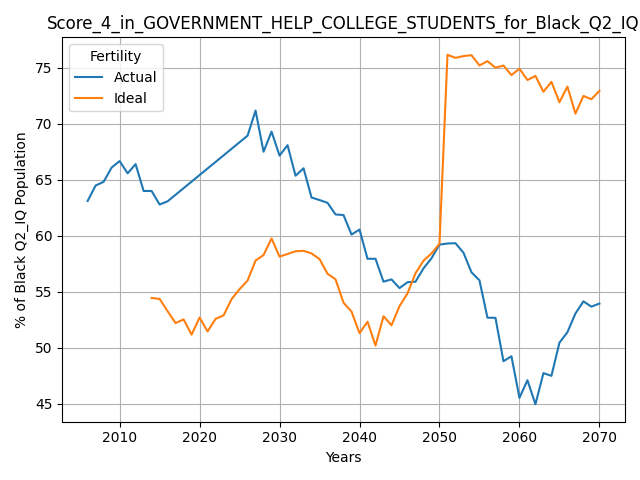 Score_4_in_GOVERNMENT_HELP_COLLEGE_STUDENTS_for_Black_Q2_IQ
Fertility
Actual
Ideal
% of Black Q2_IQ Population
75
70
65
60
55
50
45
2010 2020 2030 2040 2050 2060 2070
Years